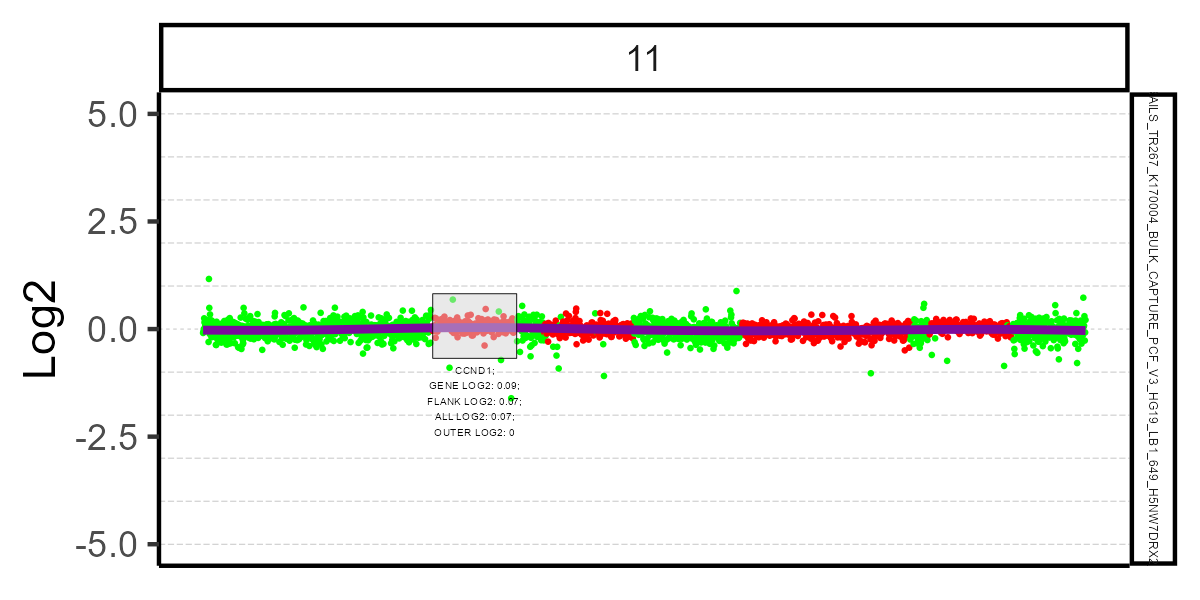 11
5.0
2.5
0.0
-2.5
-5.0
Log2
CCND1;
GENE LOG2: 0.09;
FLANK LOG2: 0.07;
ALL LOG2: 0.07;
OUTER LOG2: 0
AILS_TR267_K170004_BULK_CAPTURE_PCE_V3_HG19_LB1_649_H5NW7DRX2